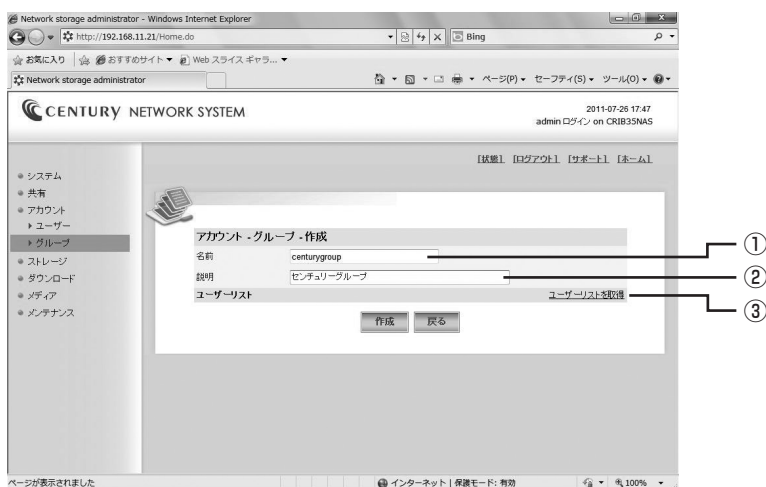 Network storage administrator - Windows Internet Explorer
http://192.168.11.21/Home.do
Bing
お気に入り おすすめサイト Web スライス ギャラ...
Network storage administrator
ページ(P) セーフティ(S) ツール(O)
CENTURY NETWORK SYSTEM
2011-07-26 17:47
admin ログイン on CRIB35NAS
[状態] [ログアウト] [サポート] [ホーム]
システム
共有
アカウント
ユーザー
グループ
ストレージ
ダウンロード
メディア
メンテナンス
アカウント - グループ - 作成
名前 centurygroup ①
説明 センチュリーグループ ②
ユーザーリスト ユーザーリストを取得 ③
作成 戻る
ページが表示されました インターネット | 保護モード: 有効 100%